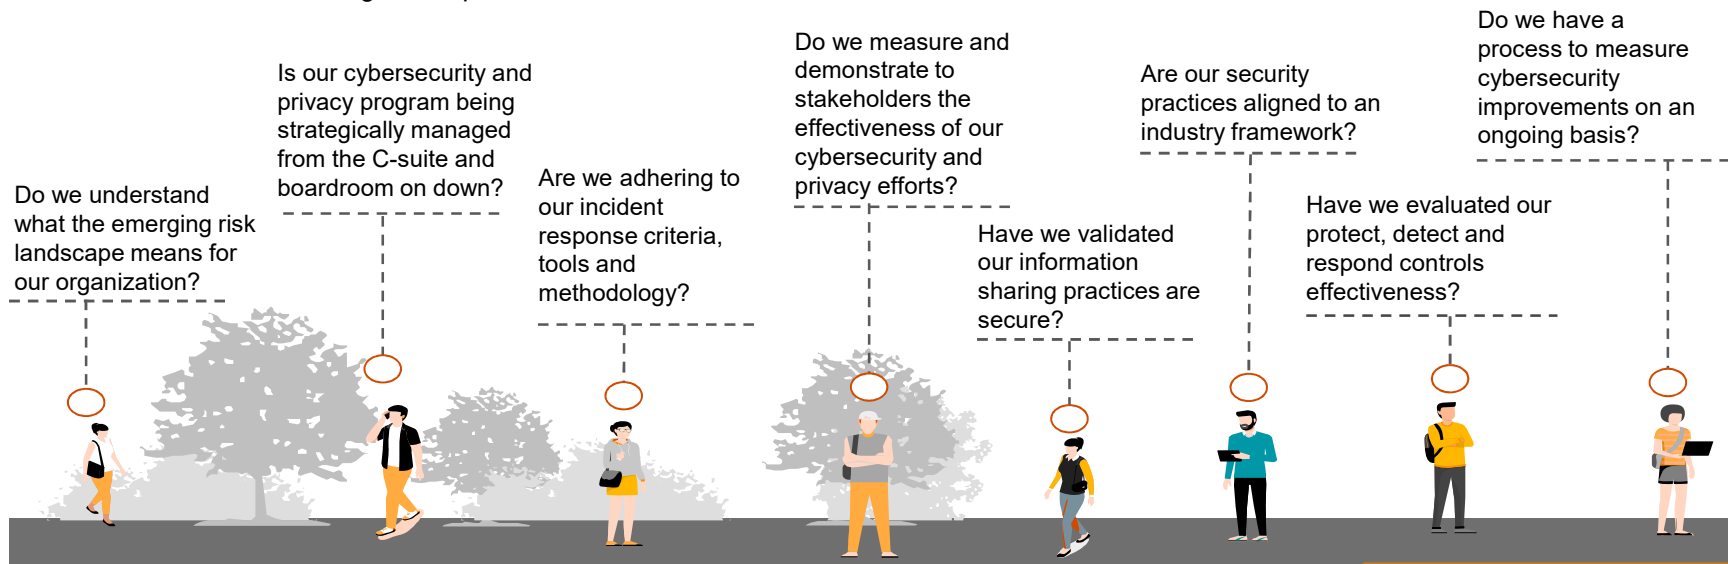 Do we understand
what the emerging risk
landscape means for
our organization?
Is our cybersecurity and
privacy program being
strategically managed
from the C-suite and
boardroom on down?
Are we adhering to
our incident
response criteria,
tools and
methodology?
Do we measure and
demonstrate to
stakeholders the
effectiveness of our
cybersecurity and
privacy efforts?
Have we validated
our information
sharing practices are
secure?
Are our security
practices aligned to an
industry framework?
Have we evaluated our
protect, detect and
respond controls
effectiveness?
Do we have a
process to measure
cybersecurity
improvements on an
ongoing basis?